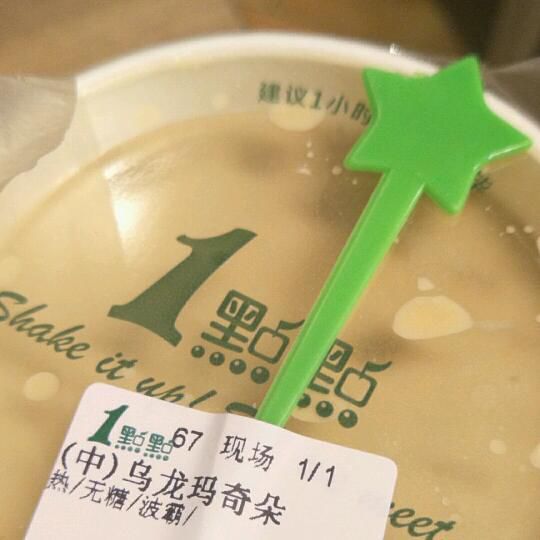 建议1小时
1點點
Shake it up!
eet
1點點 67 现场 1/1
(中)乌龙玛奇朵
热/无糖/波霸/